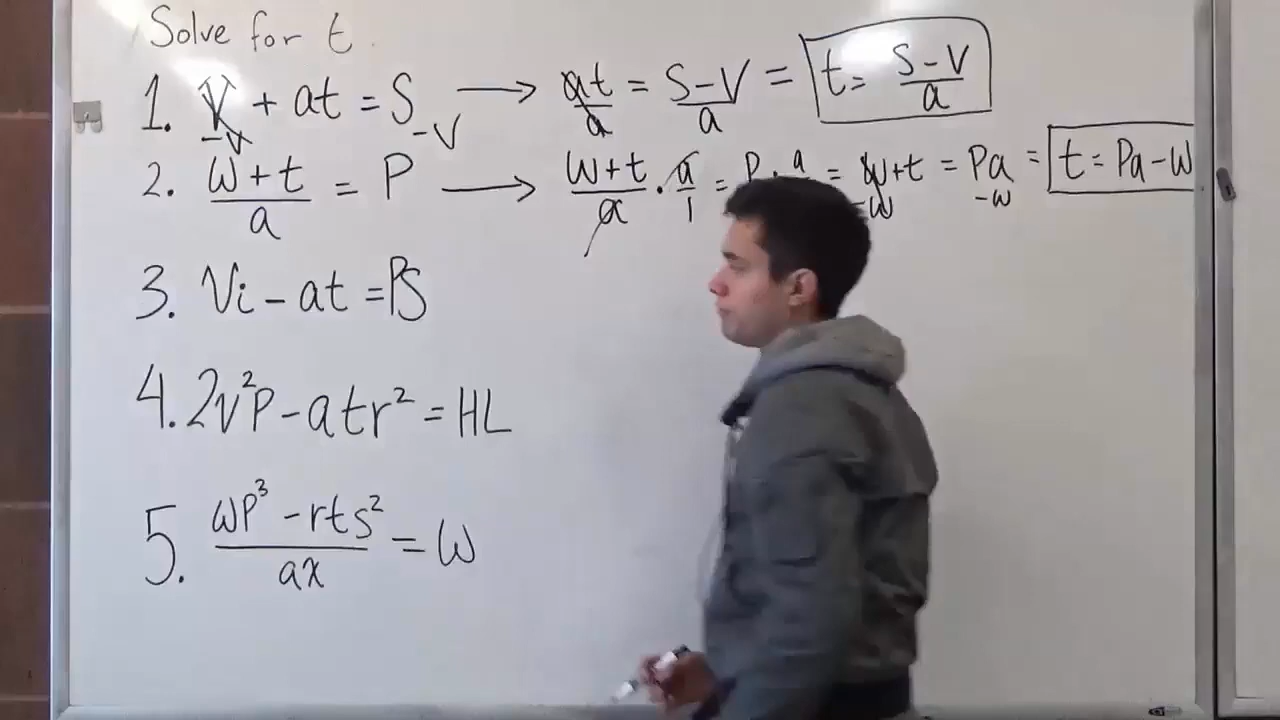 Solve for t.
1. V + at = S → at/a = S-V/a = t = S-V/a
-V -V
2. W+t/a = P → W+t/a · a/1 = P · a = W+t = Pa = t = Pa-W
-W -W
3. Vi - at = PS
4. 2v²P - atr² = HL
5. WP³ - rts²/ax = W